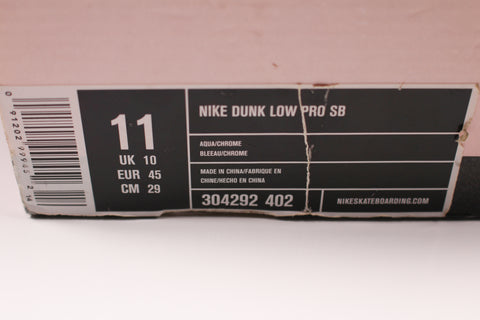 11
UK 10
EUR 45
CM 29
NIKE DUNK LOW PRO SB
AQUA/CHROME
BLEEAU/CHROME
MADE IN CHINA/FABRIQUE EN
CHINE/HECHO EN CHINA
304292 402
NIKESKATEBOARDING.COM